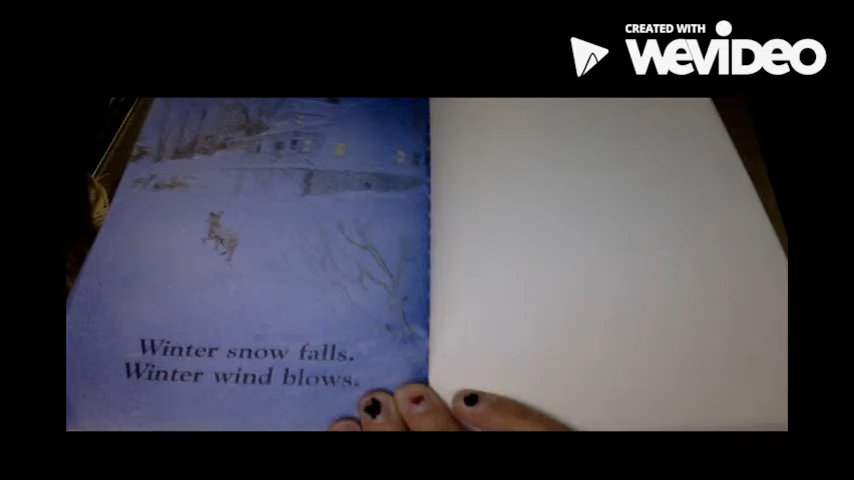 CREATED WITH
WEVIDEO
Winter snow falls.
Winter wind blows.